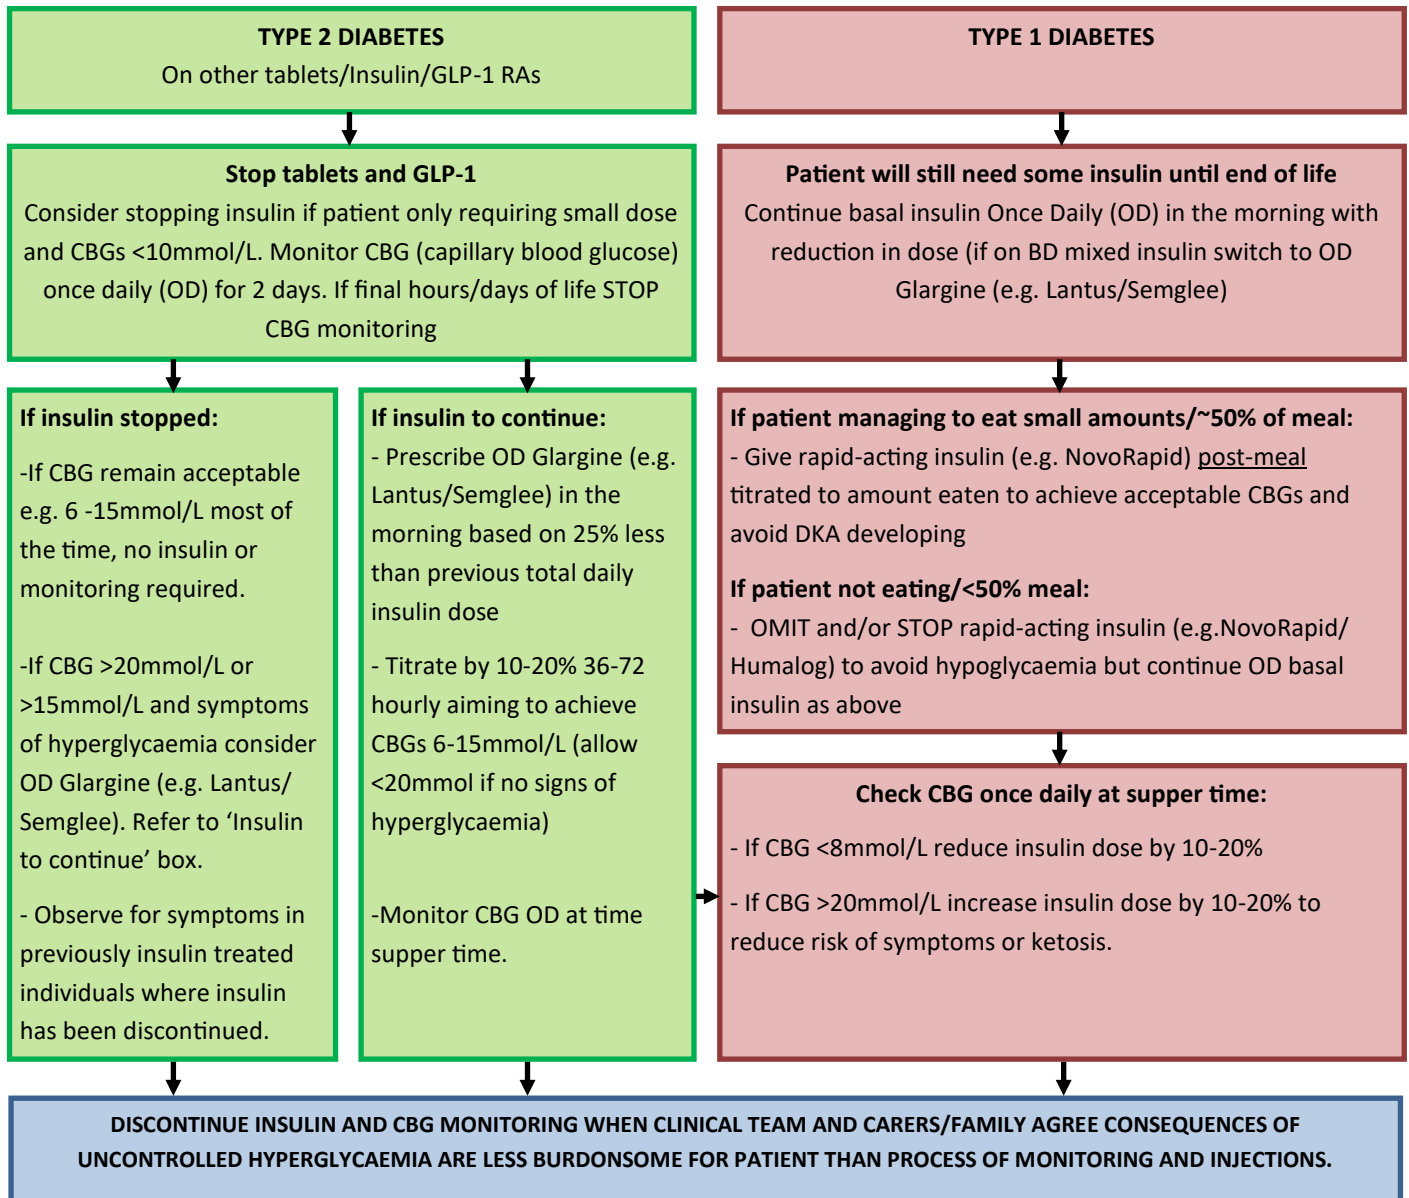 TYPE 2 DIABETES
On other tablets/Insulin/GLP-1 RAs
TYPE 1 DIABETES
Stop tablets and GLP-1
Consider stopping insulin if patient only requiring small dose
and CBGs <10mmol/L. Monitor CBG (capillary blood glucose)
once daily (OD) for 2 days. If final hours/days of life STOP
CBG monitoring
Patient will still need some insulin until end of life
Continue basal insulin Once Daily (OD) in the morning with
reduction in dose (if on BD mixed insulin switch to OD
Glargine (e.g. Lantus/Semglee)
If insulin stopped:
-If CBG remain acceptable
e.g. 6 -15mmol/L most of
the time, no insulin or
monitoring required.
-If CBG >20mmol/L or
>15mmol/L and symptoms
of hyperglycaemia consider
OD Glargine (e.g. Lantus/
Semglee). Refer to ‘Insulin
to continue’ box.
- Observe for symptoms in
previously insulin treated
individuals where insulin
has been discontinued.
If insulin to continue:
- Prescribe OD Glargine (e.g.
Lantus/Semglee) in the
morning based on 25% less
than previous total daily
insulin dose
- Titrate by 10-20% 36-72
hourly aiming to achieve
CBGs 6-15mmol/L (allow
<20mmol if no signs of
hyperglycaemia)
-Monitor CBG OD at time
supper time.
If patient managing to eat small amounts/~50% of meal:
- Give rapid-acting insulin (e.g. NovoRapid) post-meal
titrated to amount eaten to achieve acceptable CBGs and
avoid DKA developing
If patient not eating/<50% meal:
- OMIT and/or STOP rapid-acting insulin (e.g.NovoRapid/
Humalog) to avoid hypoglycaemia but continue OD basal
insulin as above
Check CBG once daily at supper time:
- If CBG <8mmol/L reduce insulin dose by 10-20%
- If CBG >20mmol/L increase insulin dose by 10-20% to
reduce risk of symptoms or ketosis.
DISCONTINUE INSULIN AND CBG MONITORING WHEN CLINICAL TEAM AND CARERS/FAMILY AGREE CONSEQUENCES OF
UNCONTROLLED HYPERGLYCAEMIA ARE LESS BURDONSOME FOR PATIENT THAN PROCESS OF MONITORING AND INJECTIONS.